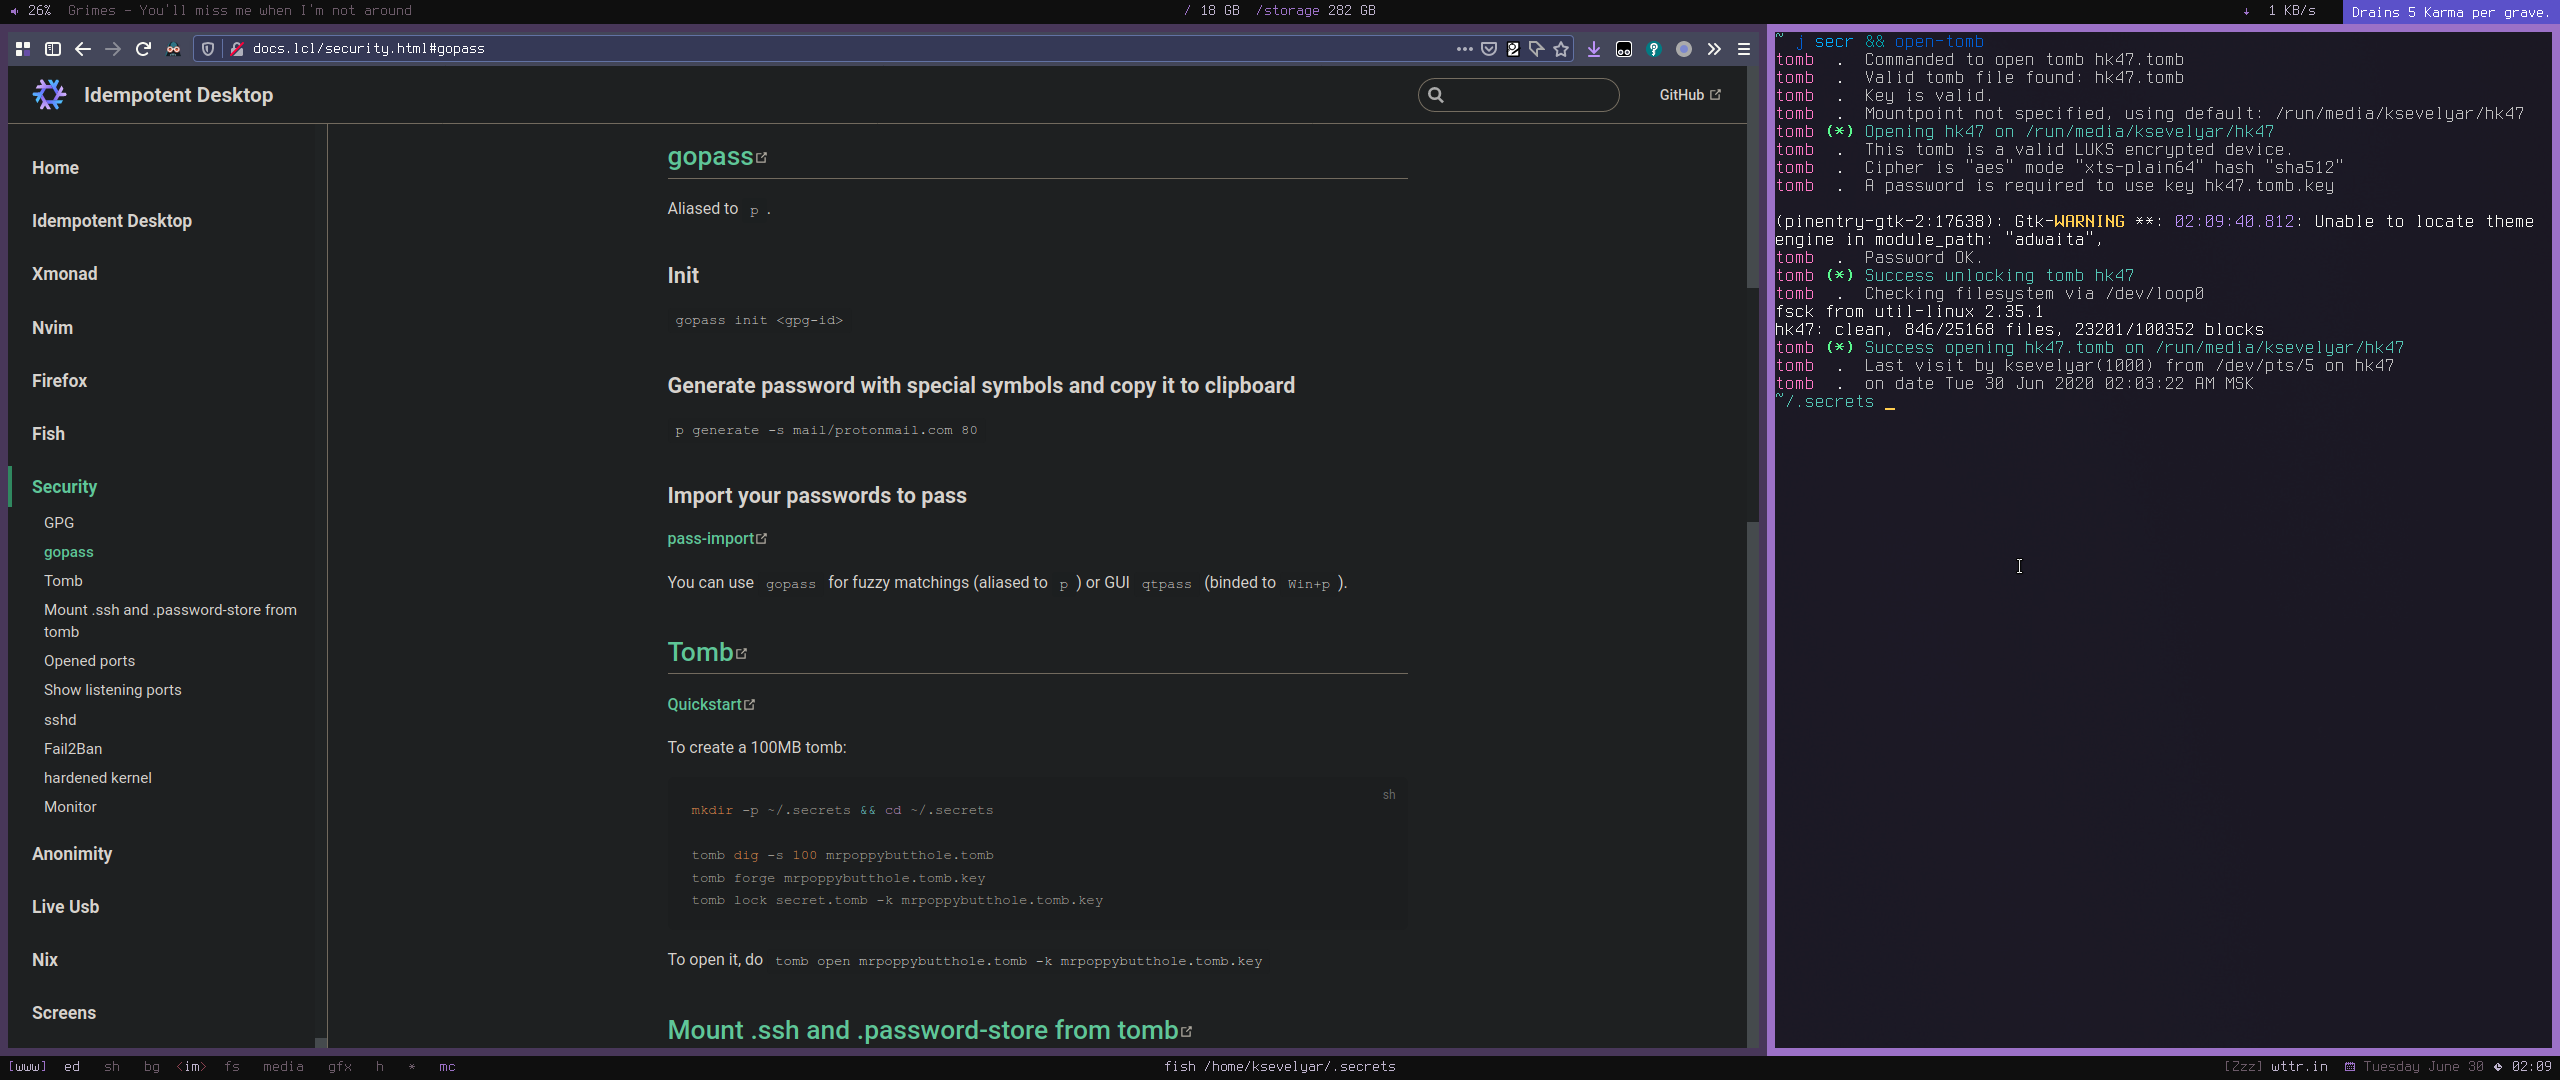 26% Grimes - You'll miss me when I'm not around
/ 18 GB /storage 282 GB
↓ 1 KB/s Drains 5 Karma per grave.
docs.lcl/security.html#gopass
Idempotent Desktop
GitHub
Home
Idempotent Desktop
Xmonad
Nvim
Firefox
Fish
Security
GPG
gopass
Tomb
Mount .ssh and .password-store from
tomb
Opened ports
Show listening ports
sshd
Fail2Ban
hardened kernel
Monitor
Anonimity
Live Usb
Nix
Screens
gopass
Aliased to p .
Init
gopass init <gpg-id>
Generate password with special symbols and copy it to clipboard
p generate -s mail/protonmail.com 80
Import your passwords to pass
pass-import
You can use gopass for fuzzy matchings (aliased to p ) or GUI qtpass (binded to Win+p ).
Tomb
Quickstart
To create a 100MB tomb:
sh
mkdir -p ~/.secrets && cd ~/.secrets
tomb dig -s 100 mrpoppybutthole.tomb
tomb forge mrpoppybutthole.tomb.key
tomb lock secret.tomb -k mrpoppybutthole.tomb.key
To open it, do tomb open mrpoppybutthole.tomb -k mrpoppybutthole.tomb.key
Mount .ssh and .password-store from tomb
~ j secr && open-tomb
tomb . Commanded to open tomb hk47.tomb
tomb . Valid tomb file found: hk47.tomb
tomb . Key is valid.
tomb . Mountpoint not specified, using default: /run/media/ksevelyar/hk47
tomb (*) Opening hk47 on /run/media/ksevelyar/hk47
tomb . This tomb is a valid LUKS encrypted device.
tomb . Cipher is "aes" mode "xts-plain64" hash "sha512"
tomb . A password is required to use key hk47.tomb.key
(pinentry-gtk-2:17638): Gtk-WARNING **: 02:09:40.812: Unable to locate theme
engine in module_path: "adwaita",
tomb . Password OK.
tomb (*) Success unlocking tomb hk47
tomb . Checking filesystem via /dev/loop0
fsck from util-linux 2.35.1
hk47: clean, 846/25168 files, 23201/100352 blocks
tomb (*) Success opening hk47.tomb on /run/media/ksevelyar/hk47
tomb . Last visit by ksevelyar(1000) from /dev/pts/5 on hk47
tomb . on date Tue 30 Jun 2020 02:03:22 AM MSK
~/.secrets _
[www] ed sh bg <im> fs media gfx h * mc
fish /home/ksevelyar/.secrets
[Zzz] wttr.in Tuesday June 30 02:09